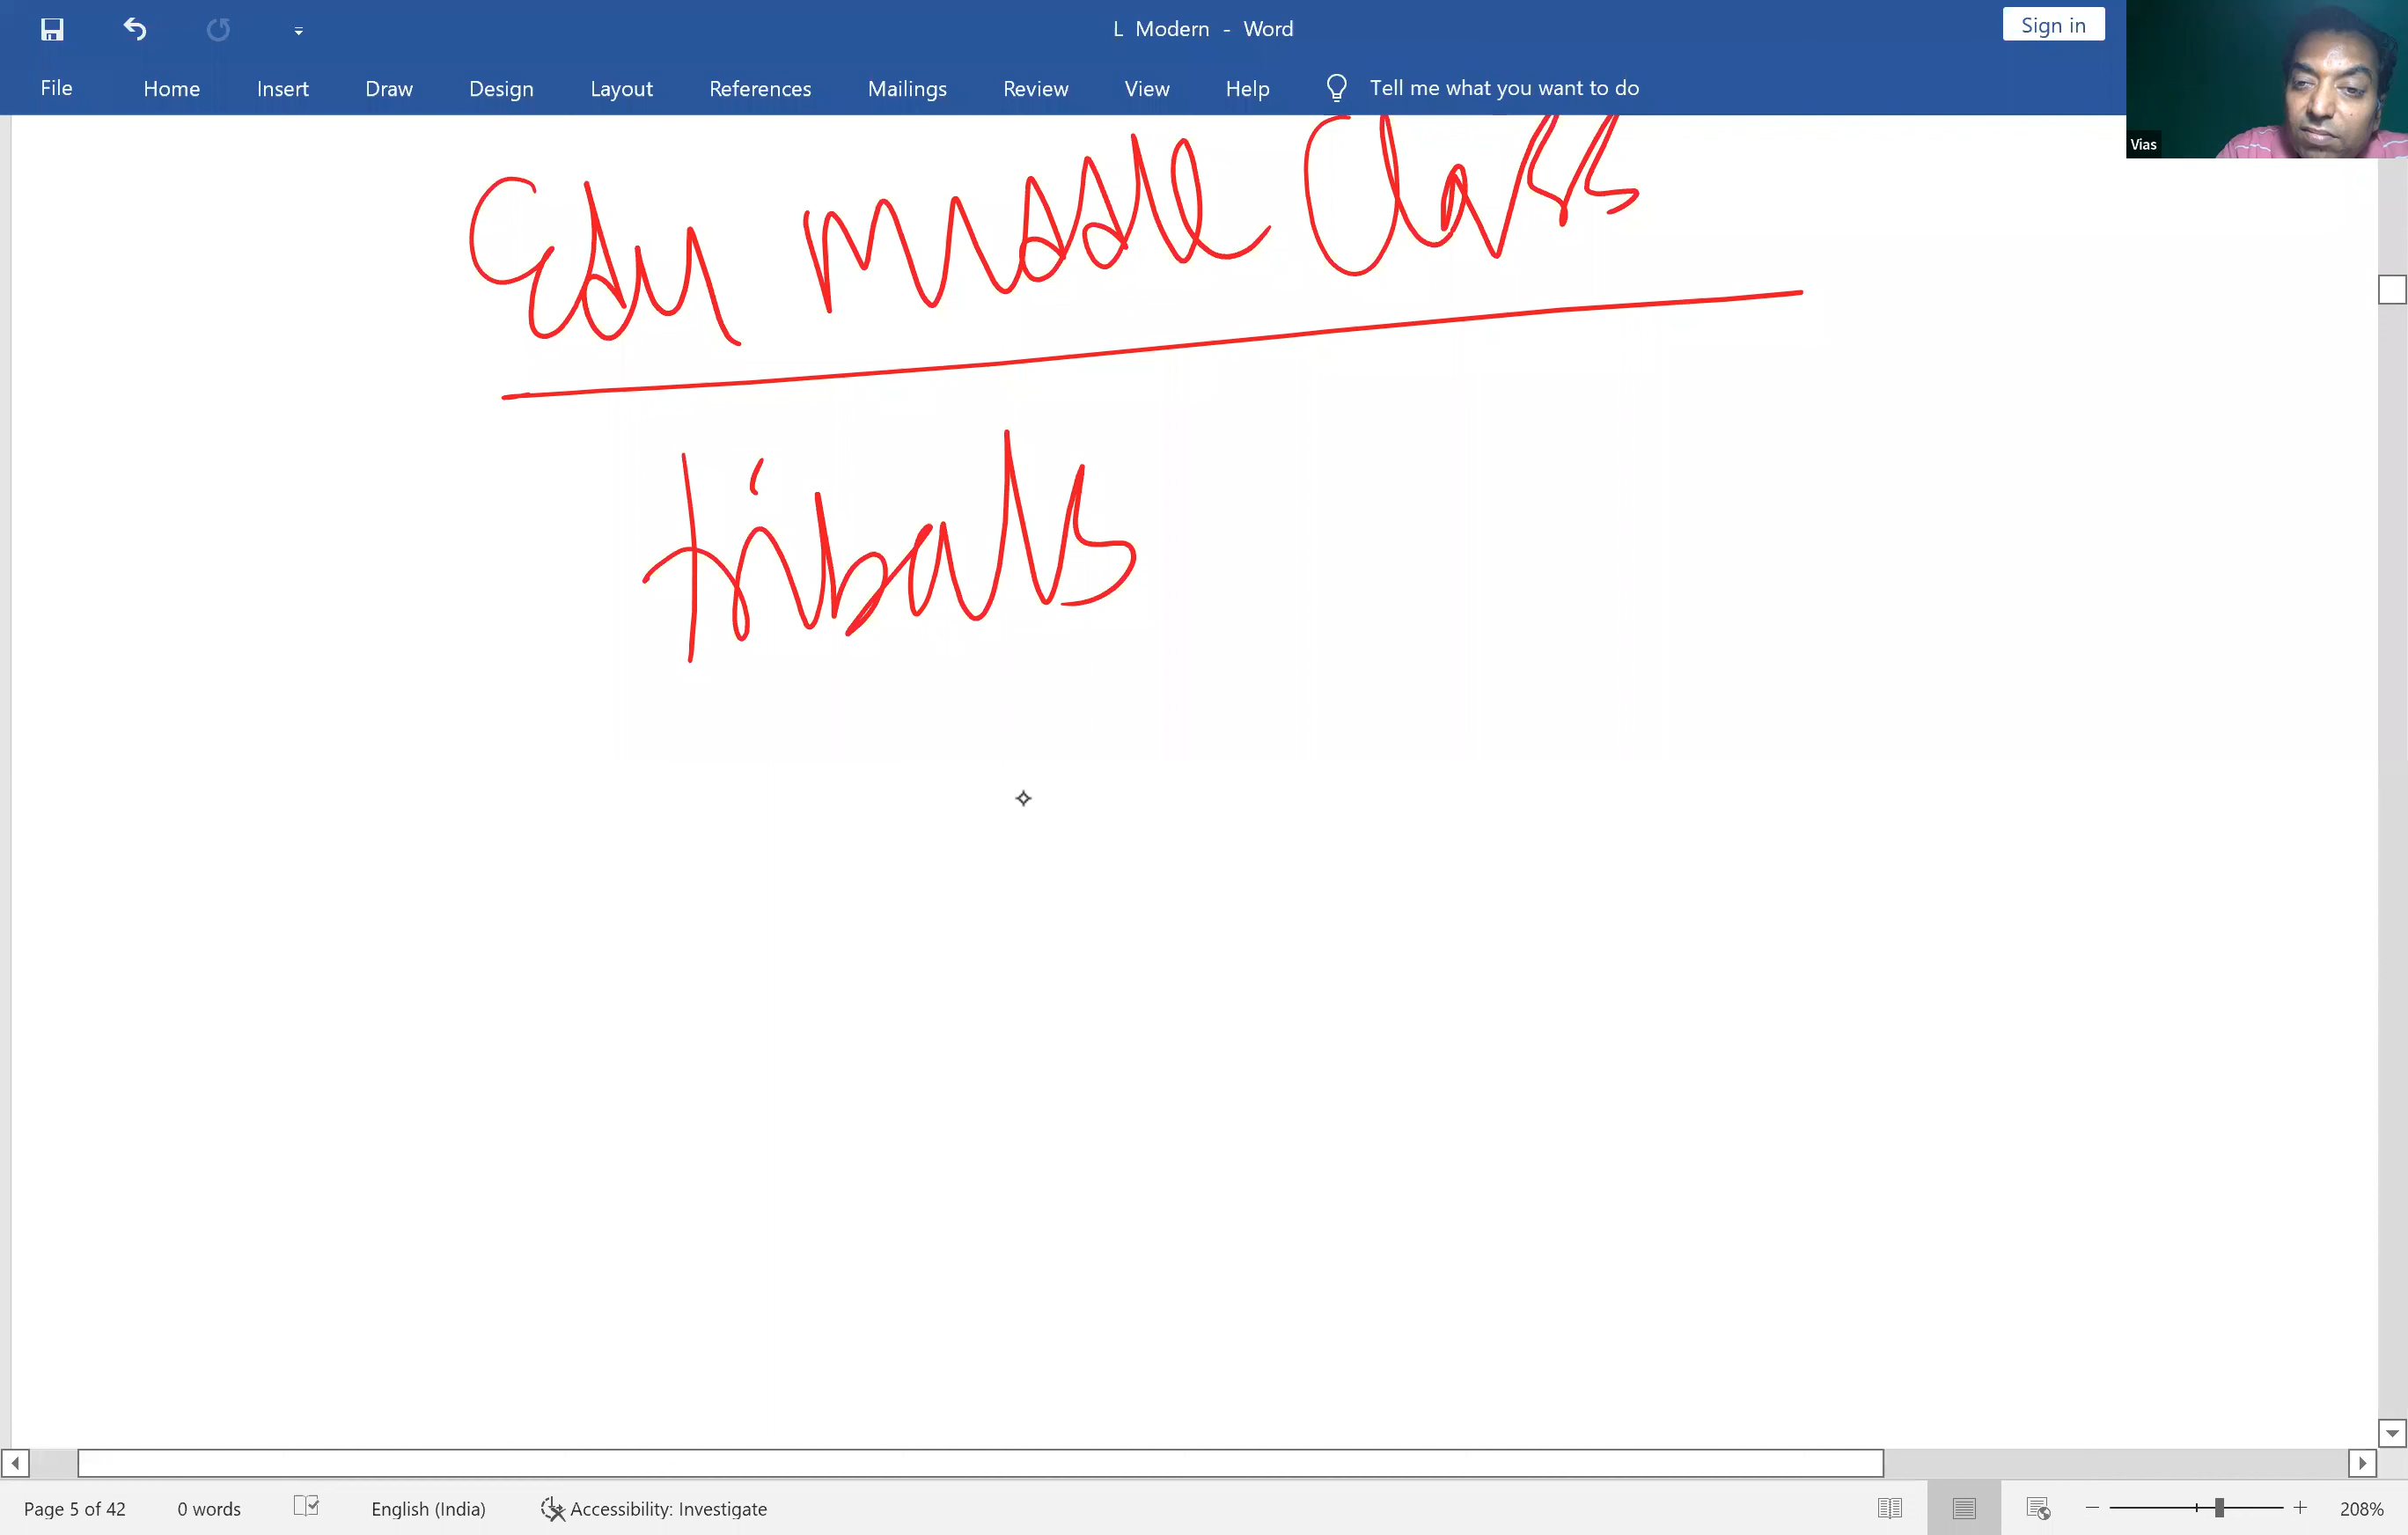 L Modern - Word
Sign in
File Home Insert Draw Design Layout References Mailings Review View Help Tell me what you want to do
Vias
Edu middle Class
tribals
Page 5 of 42 0 words English (India) Accessibility: Investigate 208%